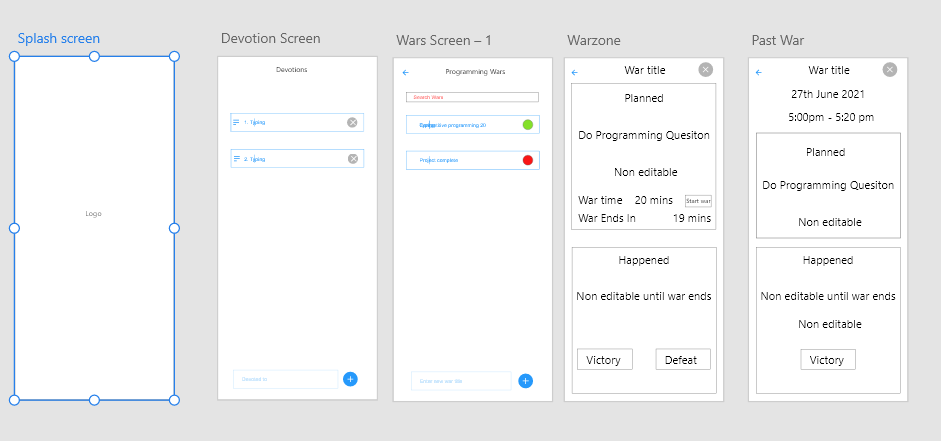 Splash screen
Logo
Devotion Screen
Devotions
1. Typing
2. Typing
Devoted to
Wars Screen – 1
Programming Wars
Search Wars
programming 20
Project complete
Enter new war title
Warzone
War title
Planned
Do Programming Quesiton
Non editable
War time 20 mins Start war
War Ends In 19 mins
Happened
Non editable until war ends
Victory Defeat
Past War
War title
27th June 2021
5:00pm - 5:20 pm
Planned
Do Programming Quesiton
Non editable
Happened
Non editable until war ends
Non editable
Victory